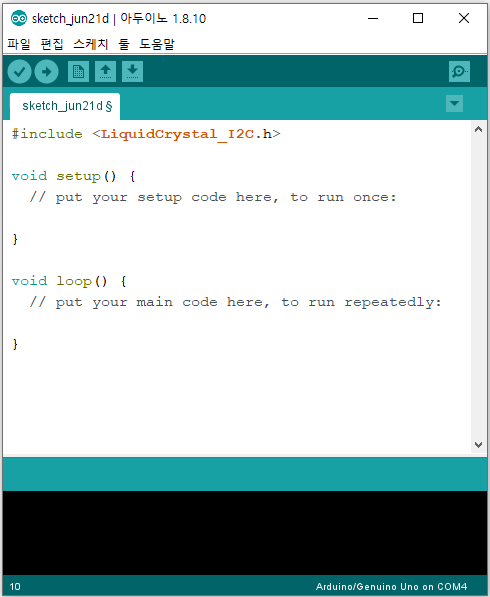 sketch_jun21d | 아두이노 1.8.10
파일 편집 스케치 툴 도움말
sketch_jun21d §
#include <LiquidCrystal_I2C.h>
void setup() {
// put your setup code here, to run once:
}
void loop() {
// put your main code here, to run repeatedly:
}
10 Arduino/Genuino Uno on COM4